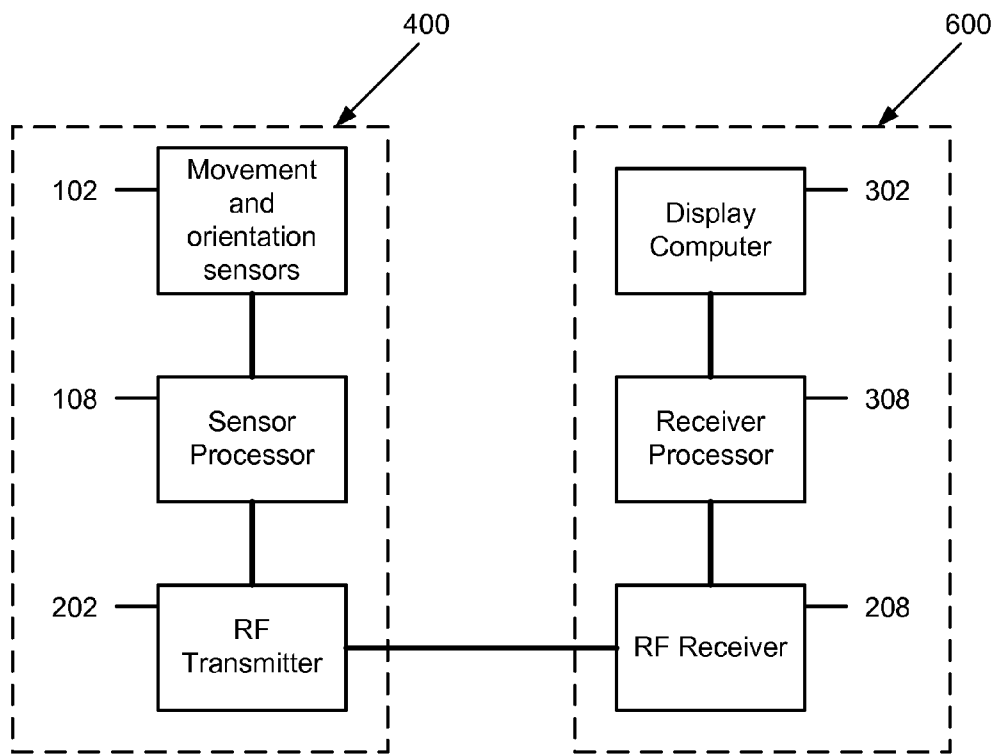 400
600
102
Movement
and
orientation
sensors
Display
Computer
302
108
Sensor
Processor
Receiver
Processor
308
202
RF
Transmitter
RF Receiver
208